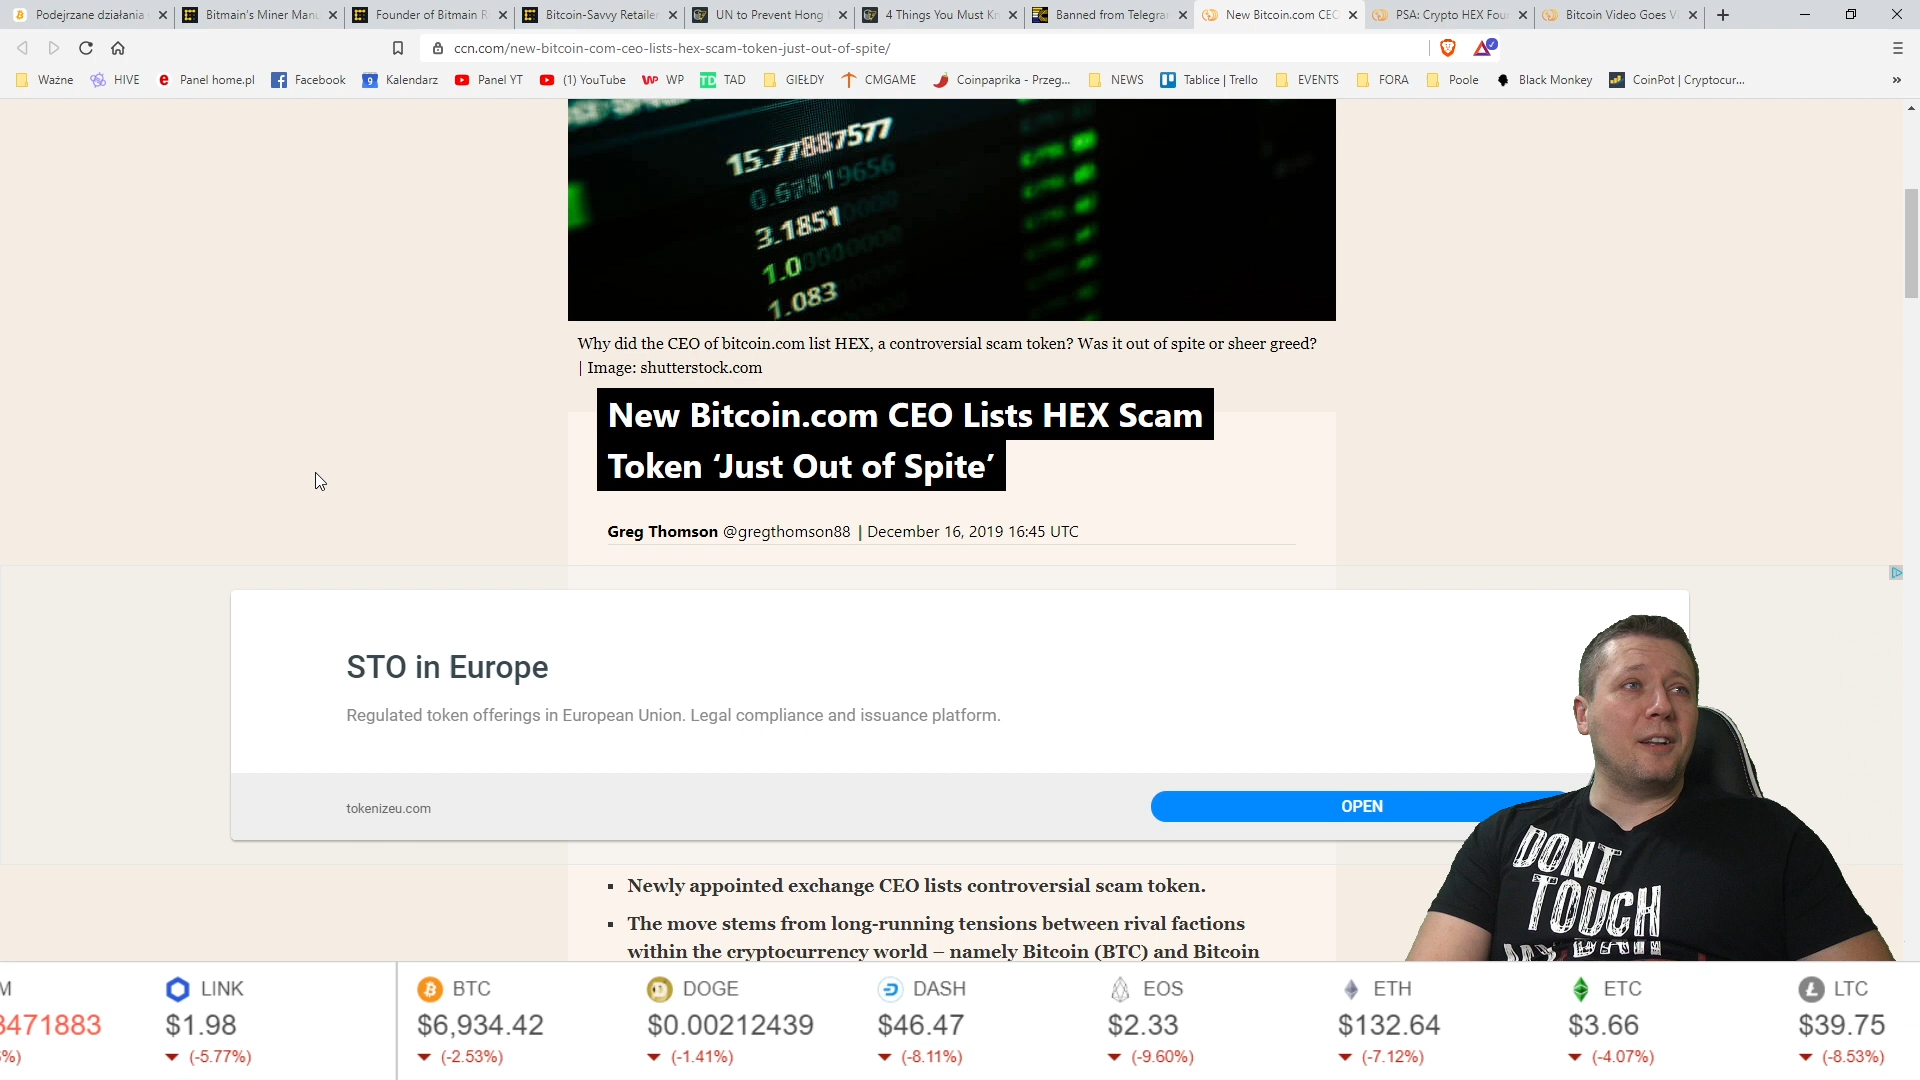 Podejrzane działania
Bitmain's Miner Man
Founder of Bitmain R
Bitcoin-Savvy Retailer
UN to Prevent Hong
4 Things You Must K
Banned from Telegra
New Bitcoin.com CEO
PSA: Crypto HEX Fou
Bitcoin Video Goes V
ccn.com/new-bitcoin-com-ceo-lists-hex-scam-token-just-out-of-spite/
Ważne HIVE Panel home.pl Facebook Kalendarz Panel YT (1) YouTube WP TAD GIEŁDY CMGAME Coinpaprika - Przeg... NEWS Tablice | Trello EVENTS FORA Poole Black Monkey CoinPot | Cryptocur... »
15.77887577
0.67819656
3.1851
1.0
1.083
Why did the CEO of bitcoin.com list HEX, a controversial scam token? Was it out of spite or sheer greed?
| Image: shutterstock.com
New Bitcoin.com CEO Lists HEX Scam
Token ‘Just Out of Spite’
Greg Thomson @gregthomson88 | December 16, 2019 16:45 UTC
STO in Europe
Regulated token offerings in European Union. Legal compliance and issuance platform.
tokenizeu.com
OPEN
▪ Newly appointed exchange CEO lists controversial scam token.
▪ The move stems from long-running tensions between rival factions
within the cryptocurrency world – namely Bitcoin (BTC) and Bitcoin
DON'T
TOUCH
M LINK BTC DOGE DASH EOS ETH ETC LTC
3471883 $1.98 $6,934.42 $0.00212439 $46.47 $2.33 $132.64 $3.66 $39.75
%) (-5.77%) (-2.53%) (-1.41%) (-8.11%) (-9.60%) (-7.12%) (-4.07%) (-8.53%)